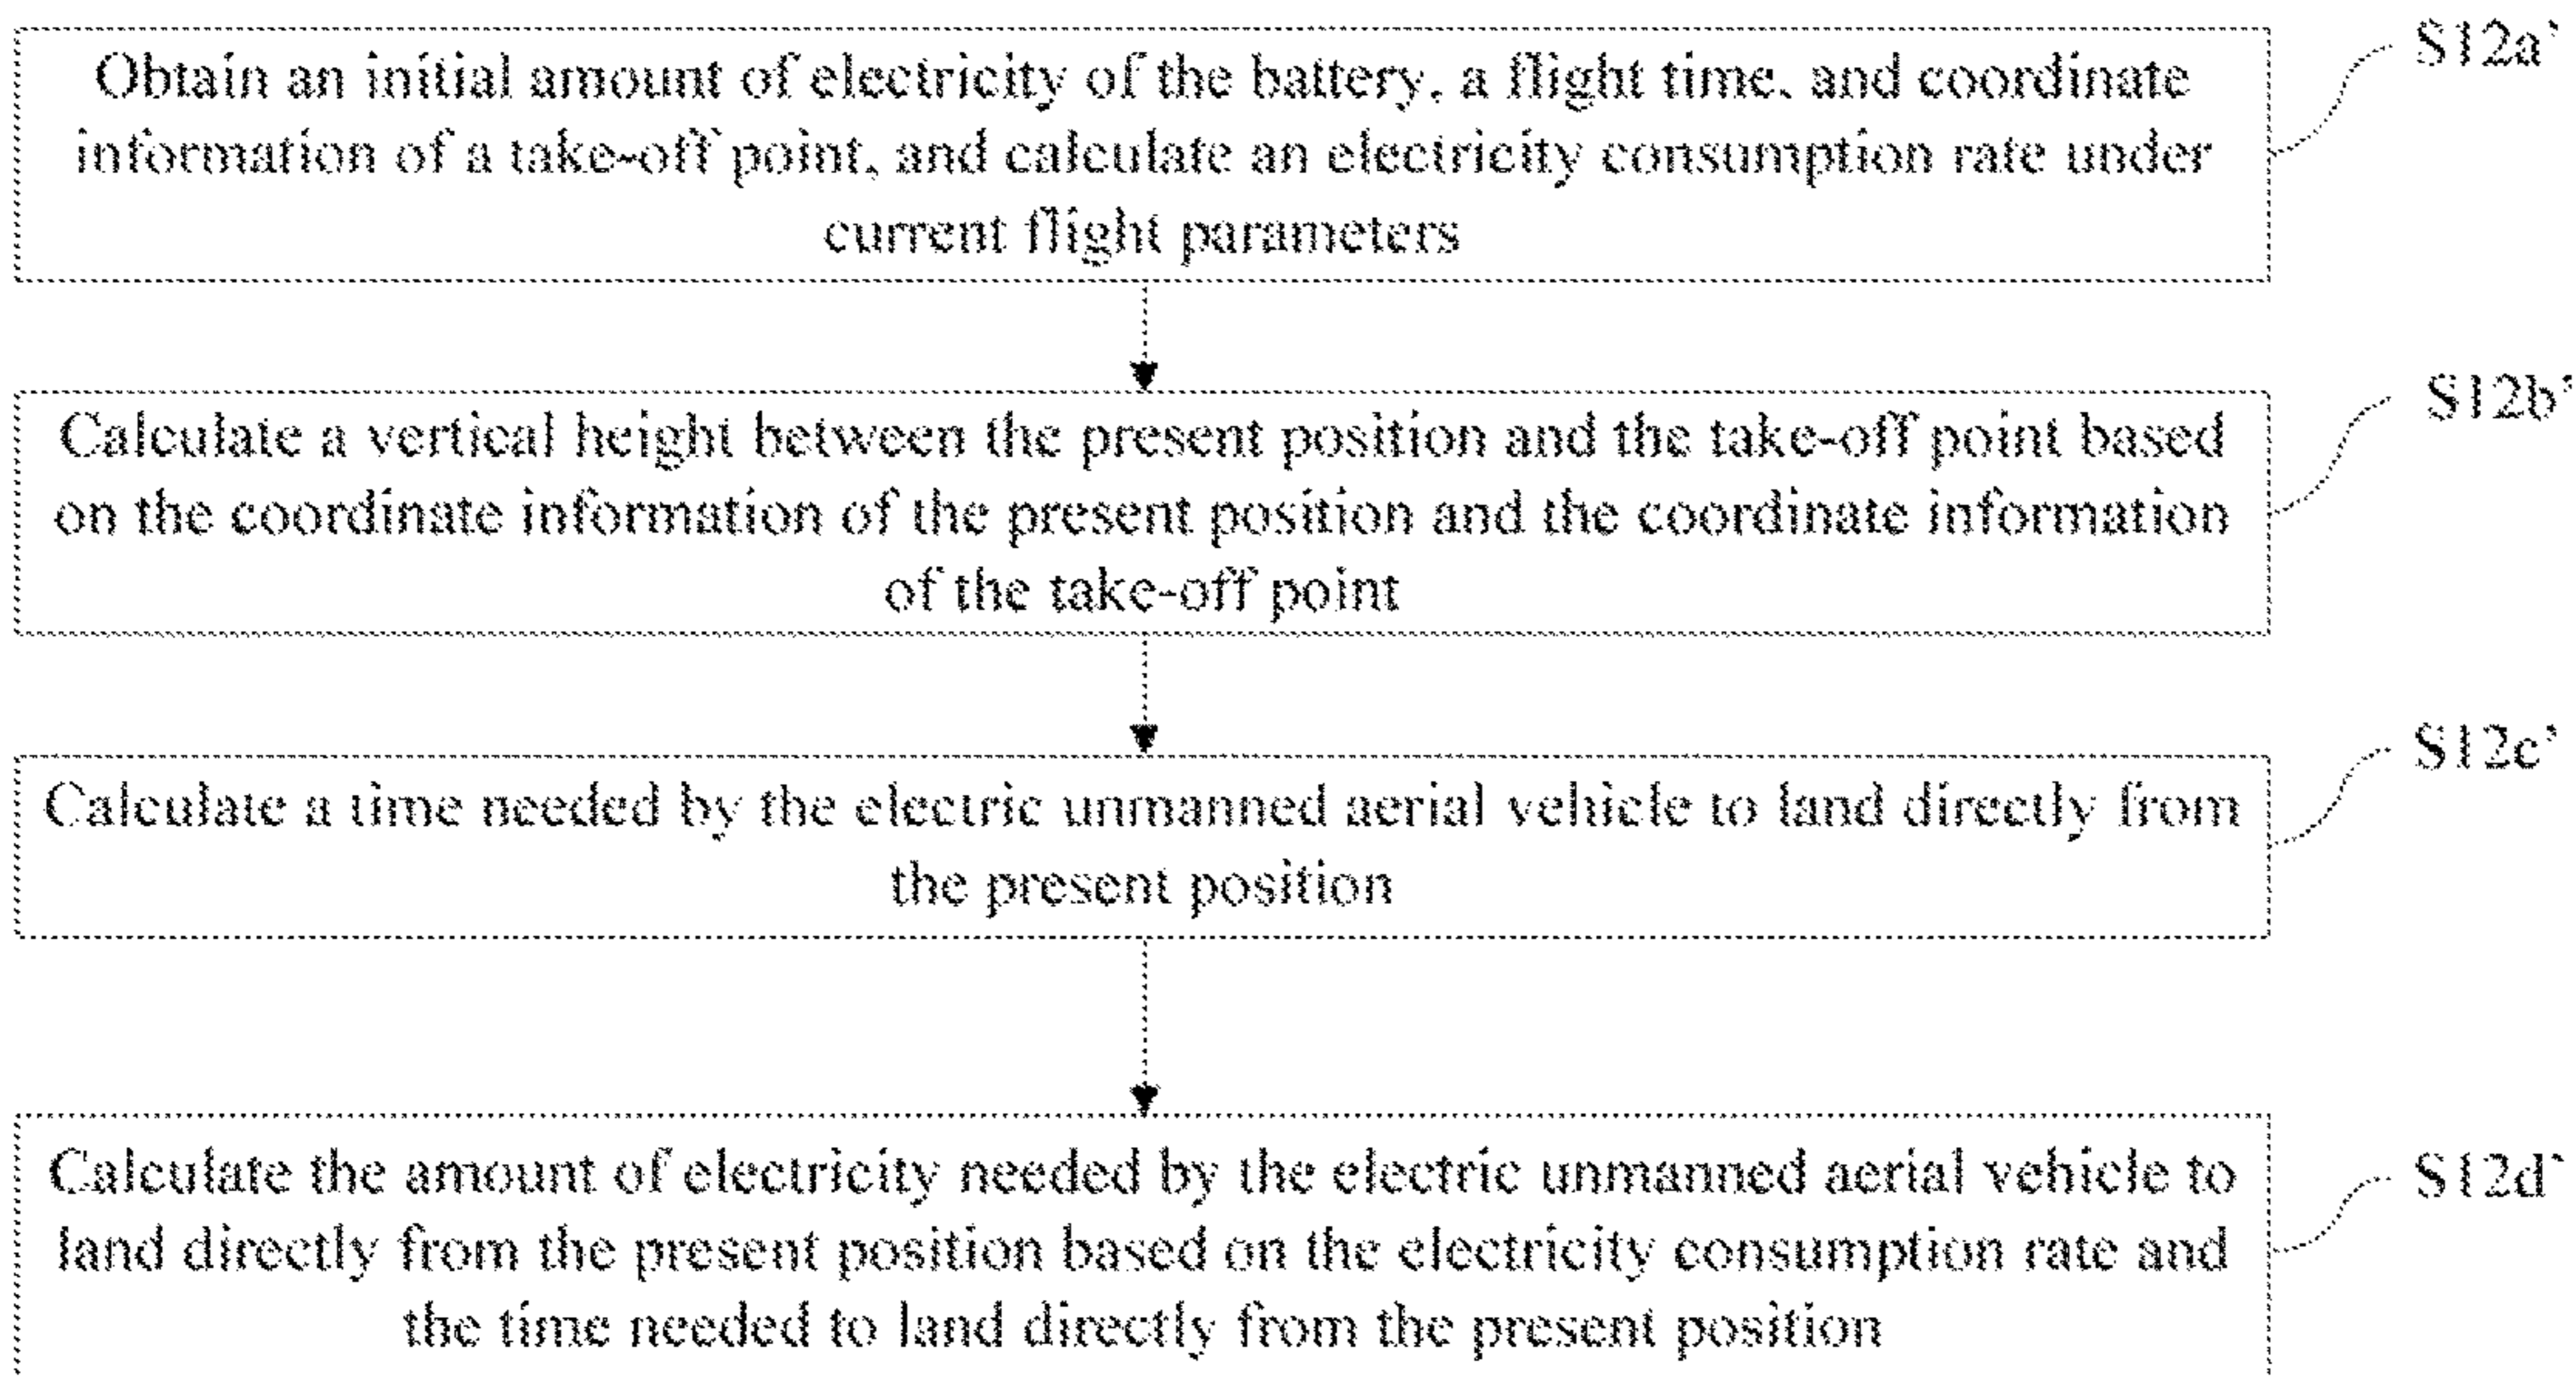 Obtain an initial amount of electricity of the battery, a flight time, and coordinate
information of a take-off point, and calculate an electricity consumption rate under
current flight parameters
S12a'
Calculate a vertical height between the present position and the take-off point based
on the coordinate information of the present position and the coordinate information
of the take-off point
S12b'
Calculate a time needed by the electric unmanned aerial vehicle to land directly from
the present position
S12c'
Calculate the amount of electricity needed by the electric unmanned aerial vehicle to
land directly from the present position based on the electricity consumption rate and
the time needed to land directly from the present position
S12d'